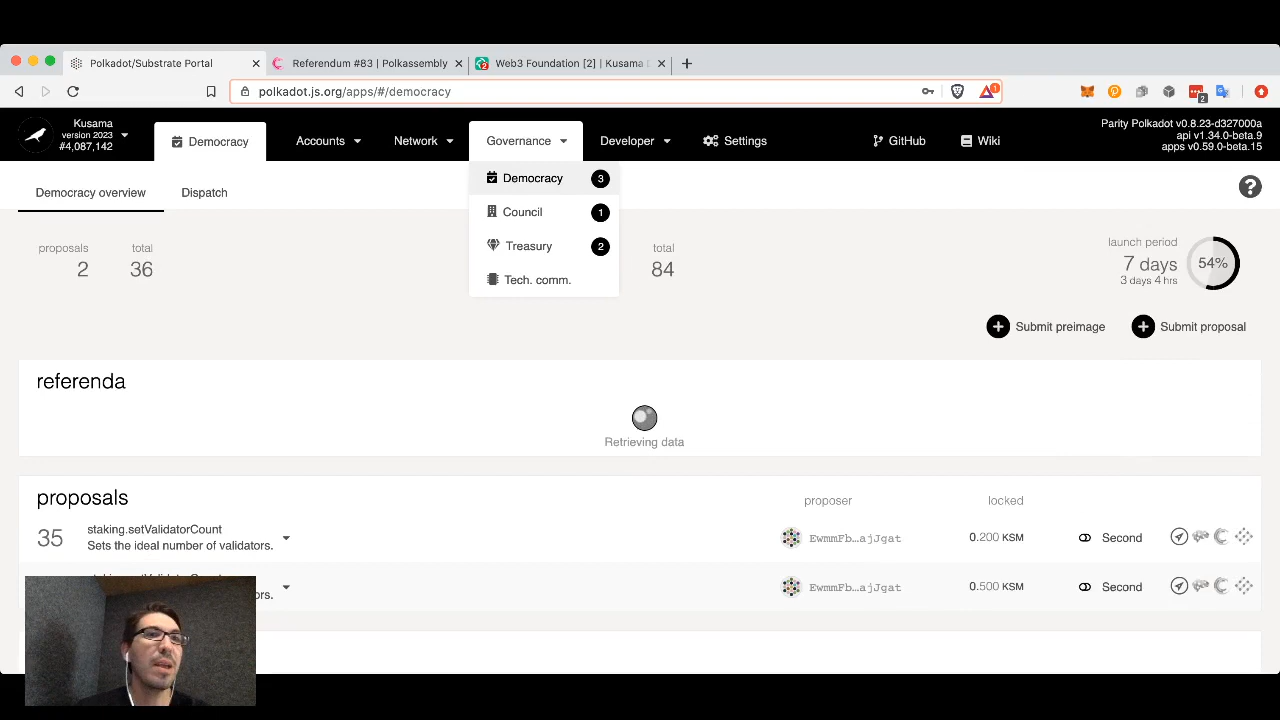 Polkadot/Substrate Portal
Referendum #83 | Polkassembly
Web3 Foundation [2] | Kusama
polkadot.js.org/apps/#/democracy
1
2
Kusama
version 2023
#4,087,142
Democracy
Accounts
Network
Governance
Developer
Settings
GitHub
Wiki
Parity Polkadot v0.8.23-d327000a
api v1.34.0-beta.9
apps v0.59.0-beta.15
Democracy 3
Council 1
Treasury 2
Tech. comm.
Democracy overview
Dispatch
?
proposals
2
total
36
total
84
launch period
7 days
3 days 4 hrs
54%
Submit preimage
Submit proposal
referenda
Retrieving data
proposals
proposer
locked
35
staking.setValidatorCount
Sets the ideal number of validators.
EwmmFb…ajJgat
0.200 KSM
Second
ors.
EwmmFb…ajJgat
0.500 KSM
Second